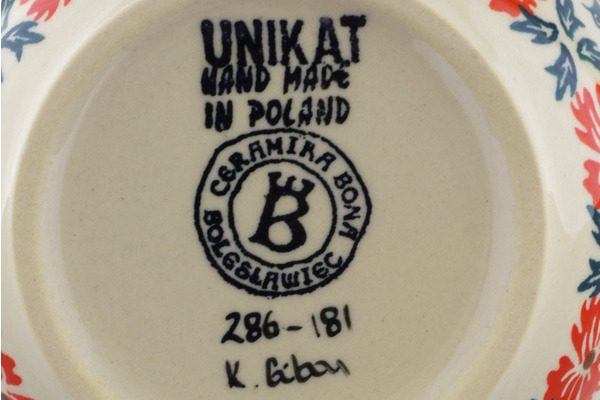 UNIKAT
HAND MADE
IN POLAND
CERAMIKA BONA
BOLESŁAWIEC
B
286-181
K. Gibon